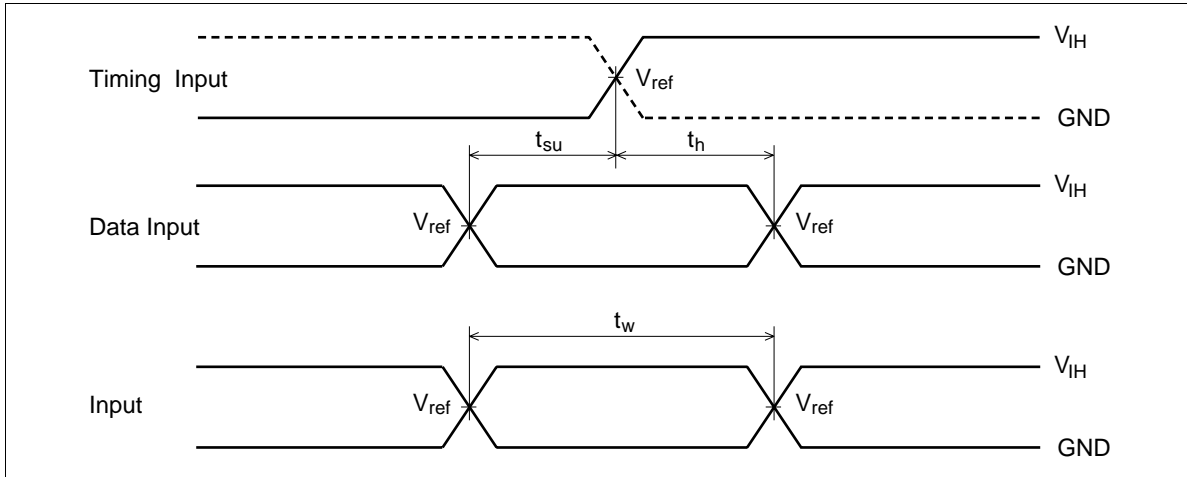 V_IH
Timing Input
V_ref
GND
t_su
t_h
V_IH
Data Input
V_ref
V_ref
GND
t_w
V_IH
Input
V_ref
V_ref
GND